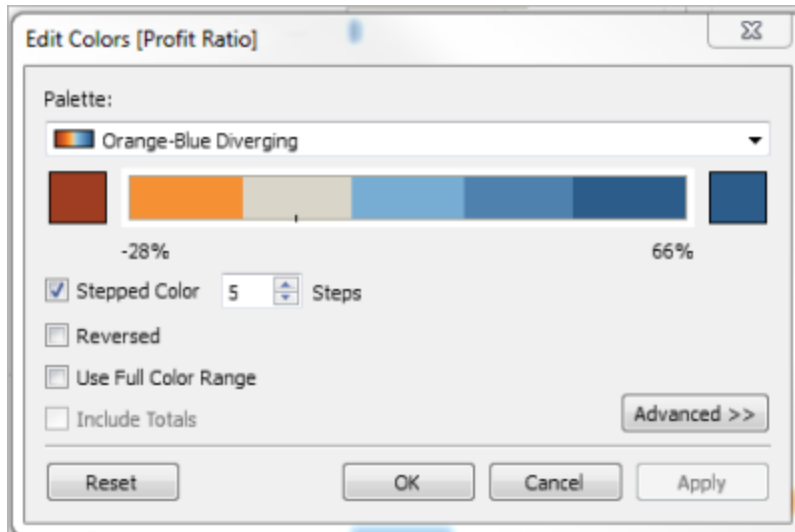 Edit Colors [Profit Ratio]
Palette:
Orange-Blue Diverging
-28% 66%
Stepped Color 5 Steps
Reversed
Use Full Color Range
Include Totals
Advanced >>
Reset OK Cancel Apply